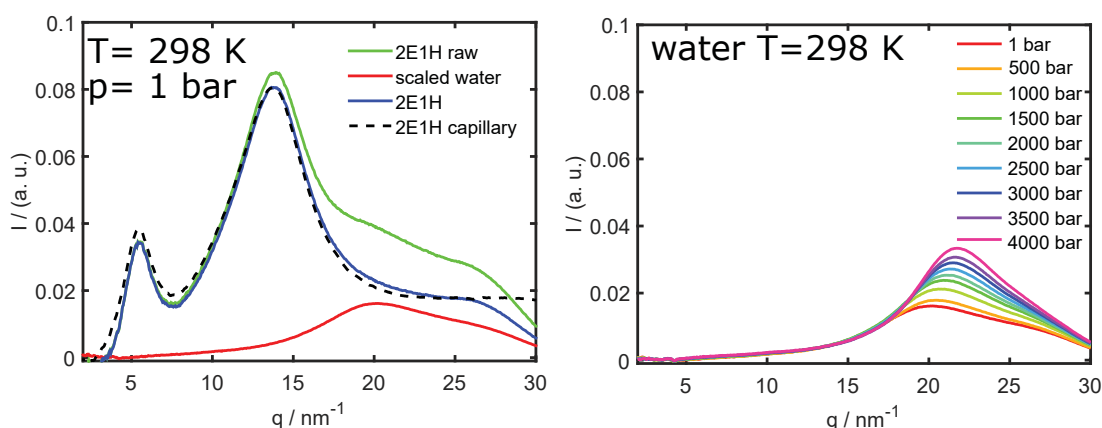 T= 298 K
p= 1 bar
2E1H raw
scaled water
2E1H
2E1H capillary
I / (a. u.)
0.1
0.08
0.06
0.04
0.02
0
5
10
15
20
25
30
q / nm⁻¹
water T=298 K
1 bar
500 bar
1000 bar
1500 bar
2000 bar
2500 bar
3000 bar
3500 bar
4000 bar
I / (a. u.)
0.1
0.08
0.06
0.04
0.02
0
5
10
15
20
25
30
q / nm⁻¹